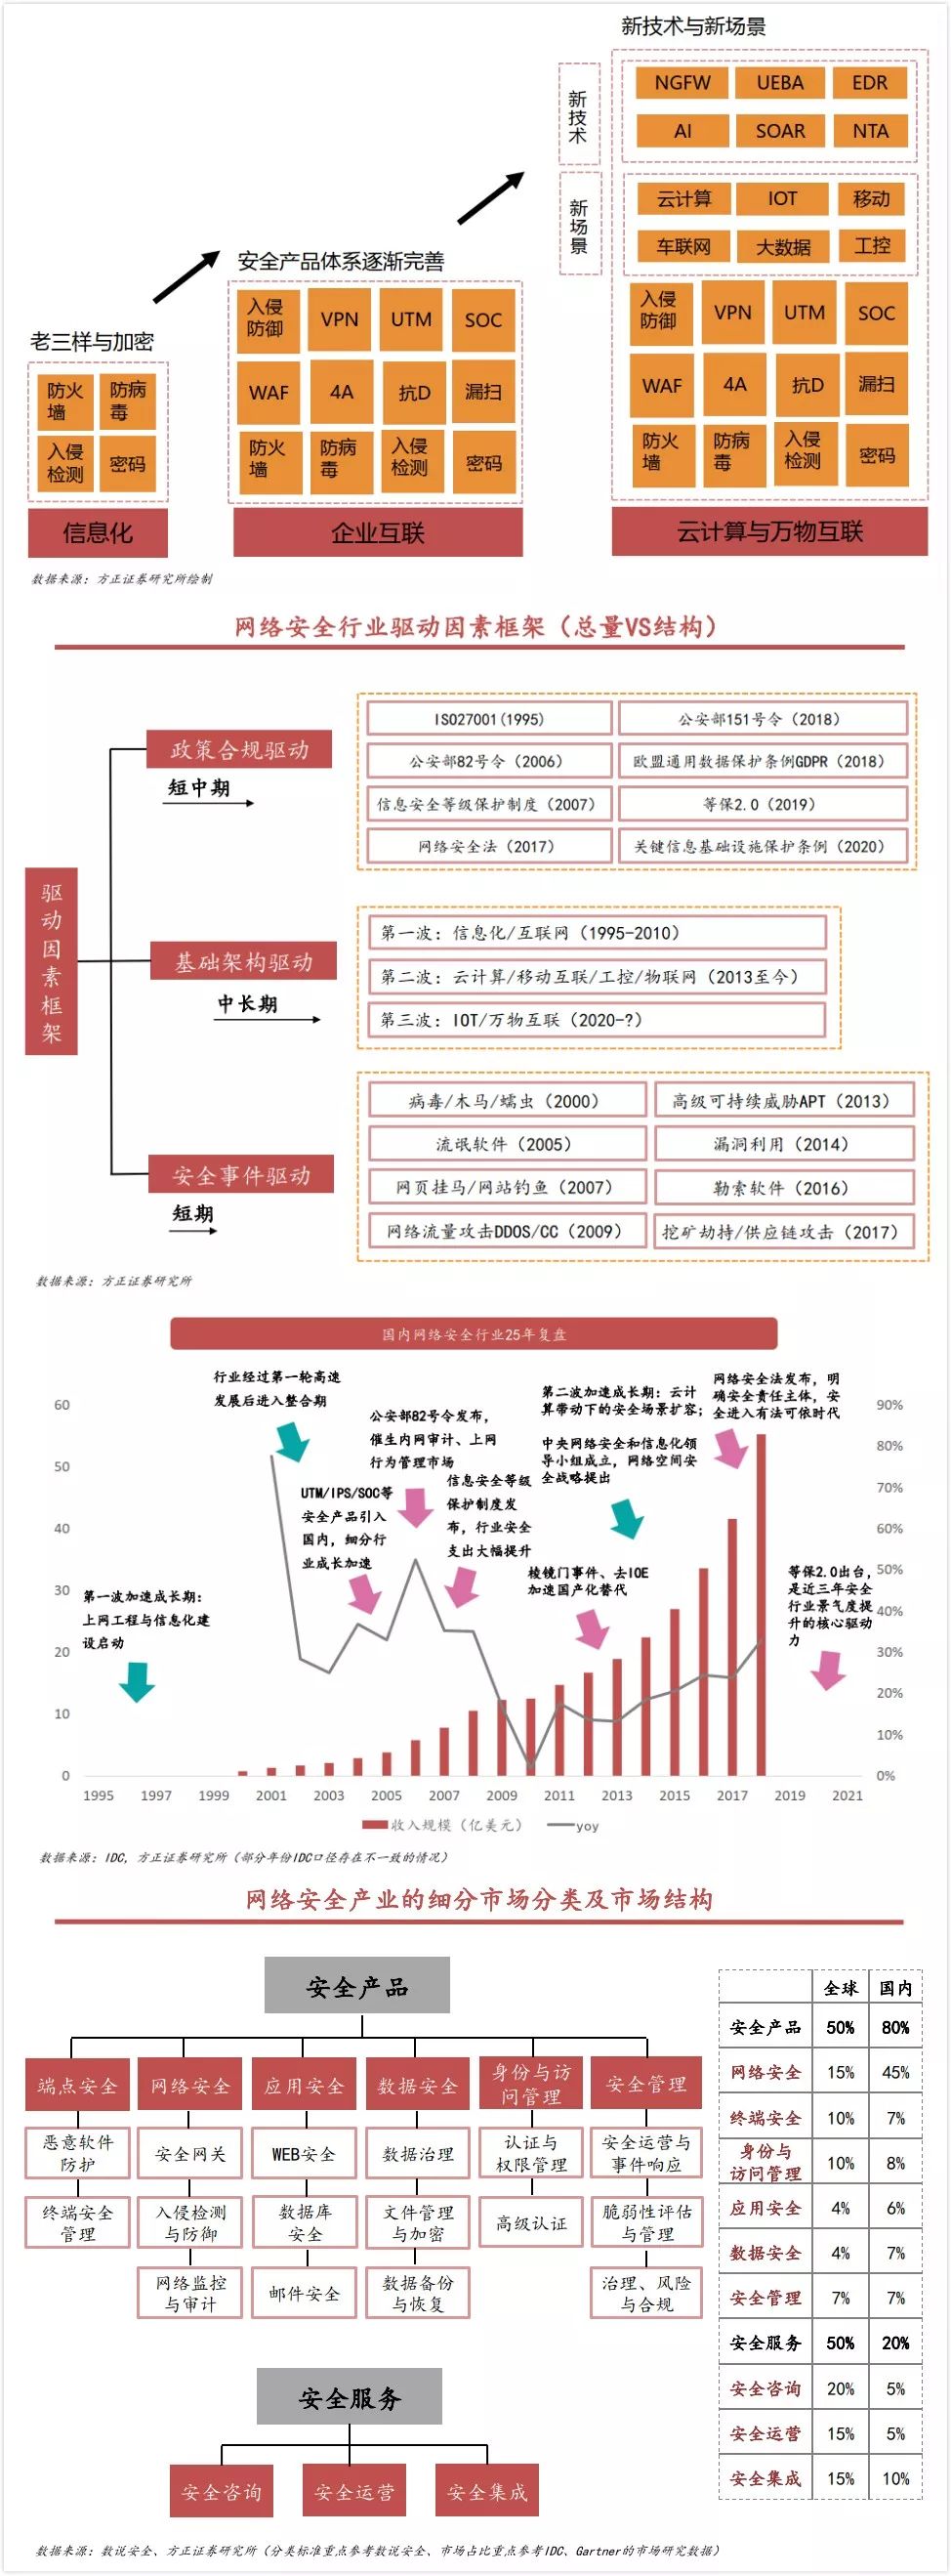 新技术与新场景
新技术
NGFW UEBA EDR
AI SOAR NTA
新场景
云计算 IOT 移动
车联网 大数据 工控
安全产品体系逐渐完善
老三样与加密
防火墙 防病毒
入侵检测 密码
信息化
入侵防御 VPN UTM SOC
WAF 4A 抗D 漏扫
防火墙 防病毒 入侵检测 密码
企业互联
入侵防御 VPN UTM SOC
WAF 4A 抗D 漏扫
防火墙 防病毒 入侵检测 密码
云计算与万物互联
数据来源：方正证券研究所绘制
网络安全行业驱动因素框架（总量VS结构）
驱动因素框架
政策合规驱动
短中期
ISO27001(1995) 公安部151号令（2018）
公安部82号令（2006） 欧盟通用数据保护条例GDPR（2018）
信息安全等级保护制度（2007） 等保2.0（2019）
网络安全法（2017） 关键信息基础设施保护条例（2020）
基础架构驱动
中长期
第一波：信息化/互联网（1995-2010）
第二波：云计算/移动互联/工控/物联网（2013至今）
第三波：IOT/万物互联（2020-?）
安全事件驱动
短期
病毒/木马/蠕虫（2000） 高级可持续威胁APT（2013）
流氓软件（2005） 漏洞利用（2014）
网页挂马/网站钓鱼（2007） 勒索软件（2016）
网络流量攻击DDOS/CC（2009） 挖矿劫持/供应链攻击（2017）
数据来源：方正证券研究所
国内网络安全行业25年复盘
行业经过第一轮高速
发展后进入整合期
公安部82号令发布，
催生内网审计、上网
行为管理市场
UTM/IPS/SOC等
安全产品引入
国内，细分行
业成长加速
信息安全等级
保护制度发
布，行业安全
支出大幅提升
第二波加速成长期：云计
算带动下的安全场景扩容；
中央网络安全和信息化领
导小组成立，网络空间安
全战略提出
网络安全法发布，明
确安全责任主体，安
全进入有法可依时代
棱镜门事件、去IOE
加速国产化替代
第一波加速成长期：
上网工程与信息化建
设启动
等保2.0出台，
是近三年安全
行业景气度提
升的核心驱动
力
60
50
40
30
20
10
0
90%
80%
70%
60%
50%
40%
30%
20%
10%
0%
1995 1997 1999 2001 2003 2005 2007 2009 2011 2013 2015 2017 2019 2021
收入规模（亿美元） yoy
数据来源：IDC，方正证券研究所（部分年份IDC口径存在不一致的情况）
网络安全产业的细分市场分类及市场结构
安全产品
端点安全 网络安全 应用安全 数据安全 身份与访问管理 安全管理
恶意软件防护 安全网关 WEB安全 数据治理 认证与权限管理 安全运营与事件响应
终端安全管理 入侵检测与防御 数据库安全 文件管理与加密 高级认证 脆弱性评估与管理
网络监控与审计 邮件安全 数据备份与恢复 治理、风险与合规
安全服务
安全咨询 安全运营 安全集成
全球 国内
安全产品 50% 80%
网络安全 15% 45%
终端安全 10% 7%
身份与访问管理 10% 8%
应用安全 4% 6%
数据安全 4% 7%
安全管理 7% 7%
安全服务 50% 20%
安全咨询 20% 5%
安全运营 15% 5%
安全集成 15% 10%
数据来源：数说安全、方正证券研究所（分类标准重点参考数说安全、市场占比重点参考IDC、Gartner的市场研究数据）